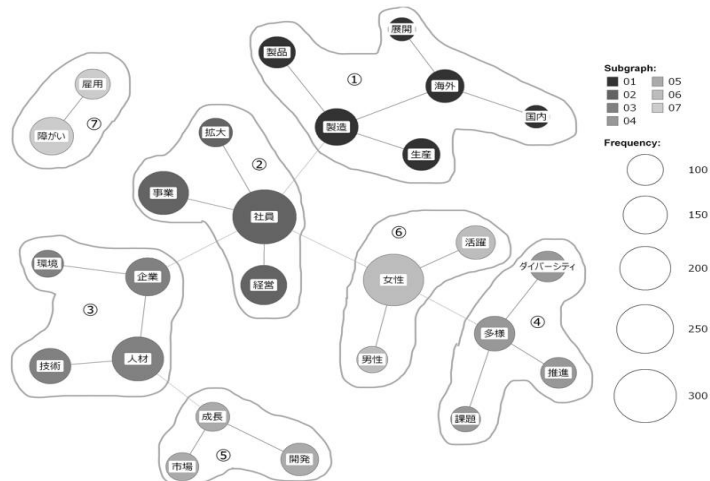 展開
製品
①
海外
雇用
国内
障がい
⑦
拡大
製造
生産
②
事業
社員
⑥
活躍
環境
企業
経営
女性
ダイバーシティ
③
多様
④
技術
人材
男性
推進
成長
課題
市場
⑤
開発
Subgraph:
01
02
03
04
05
06
07
Frequency:
100
150
200
250
300